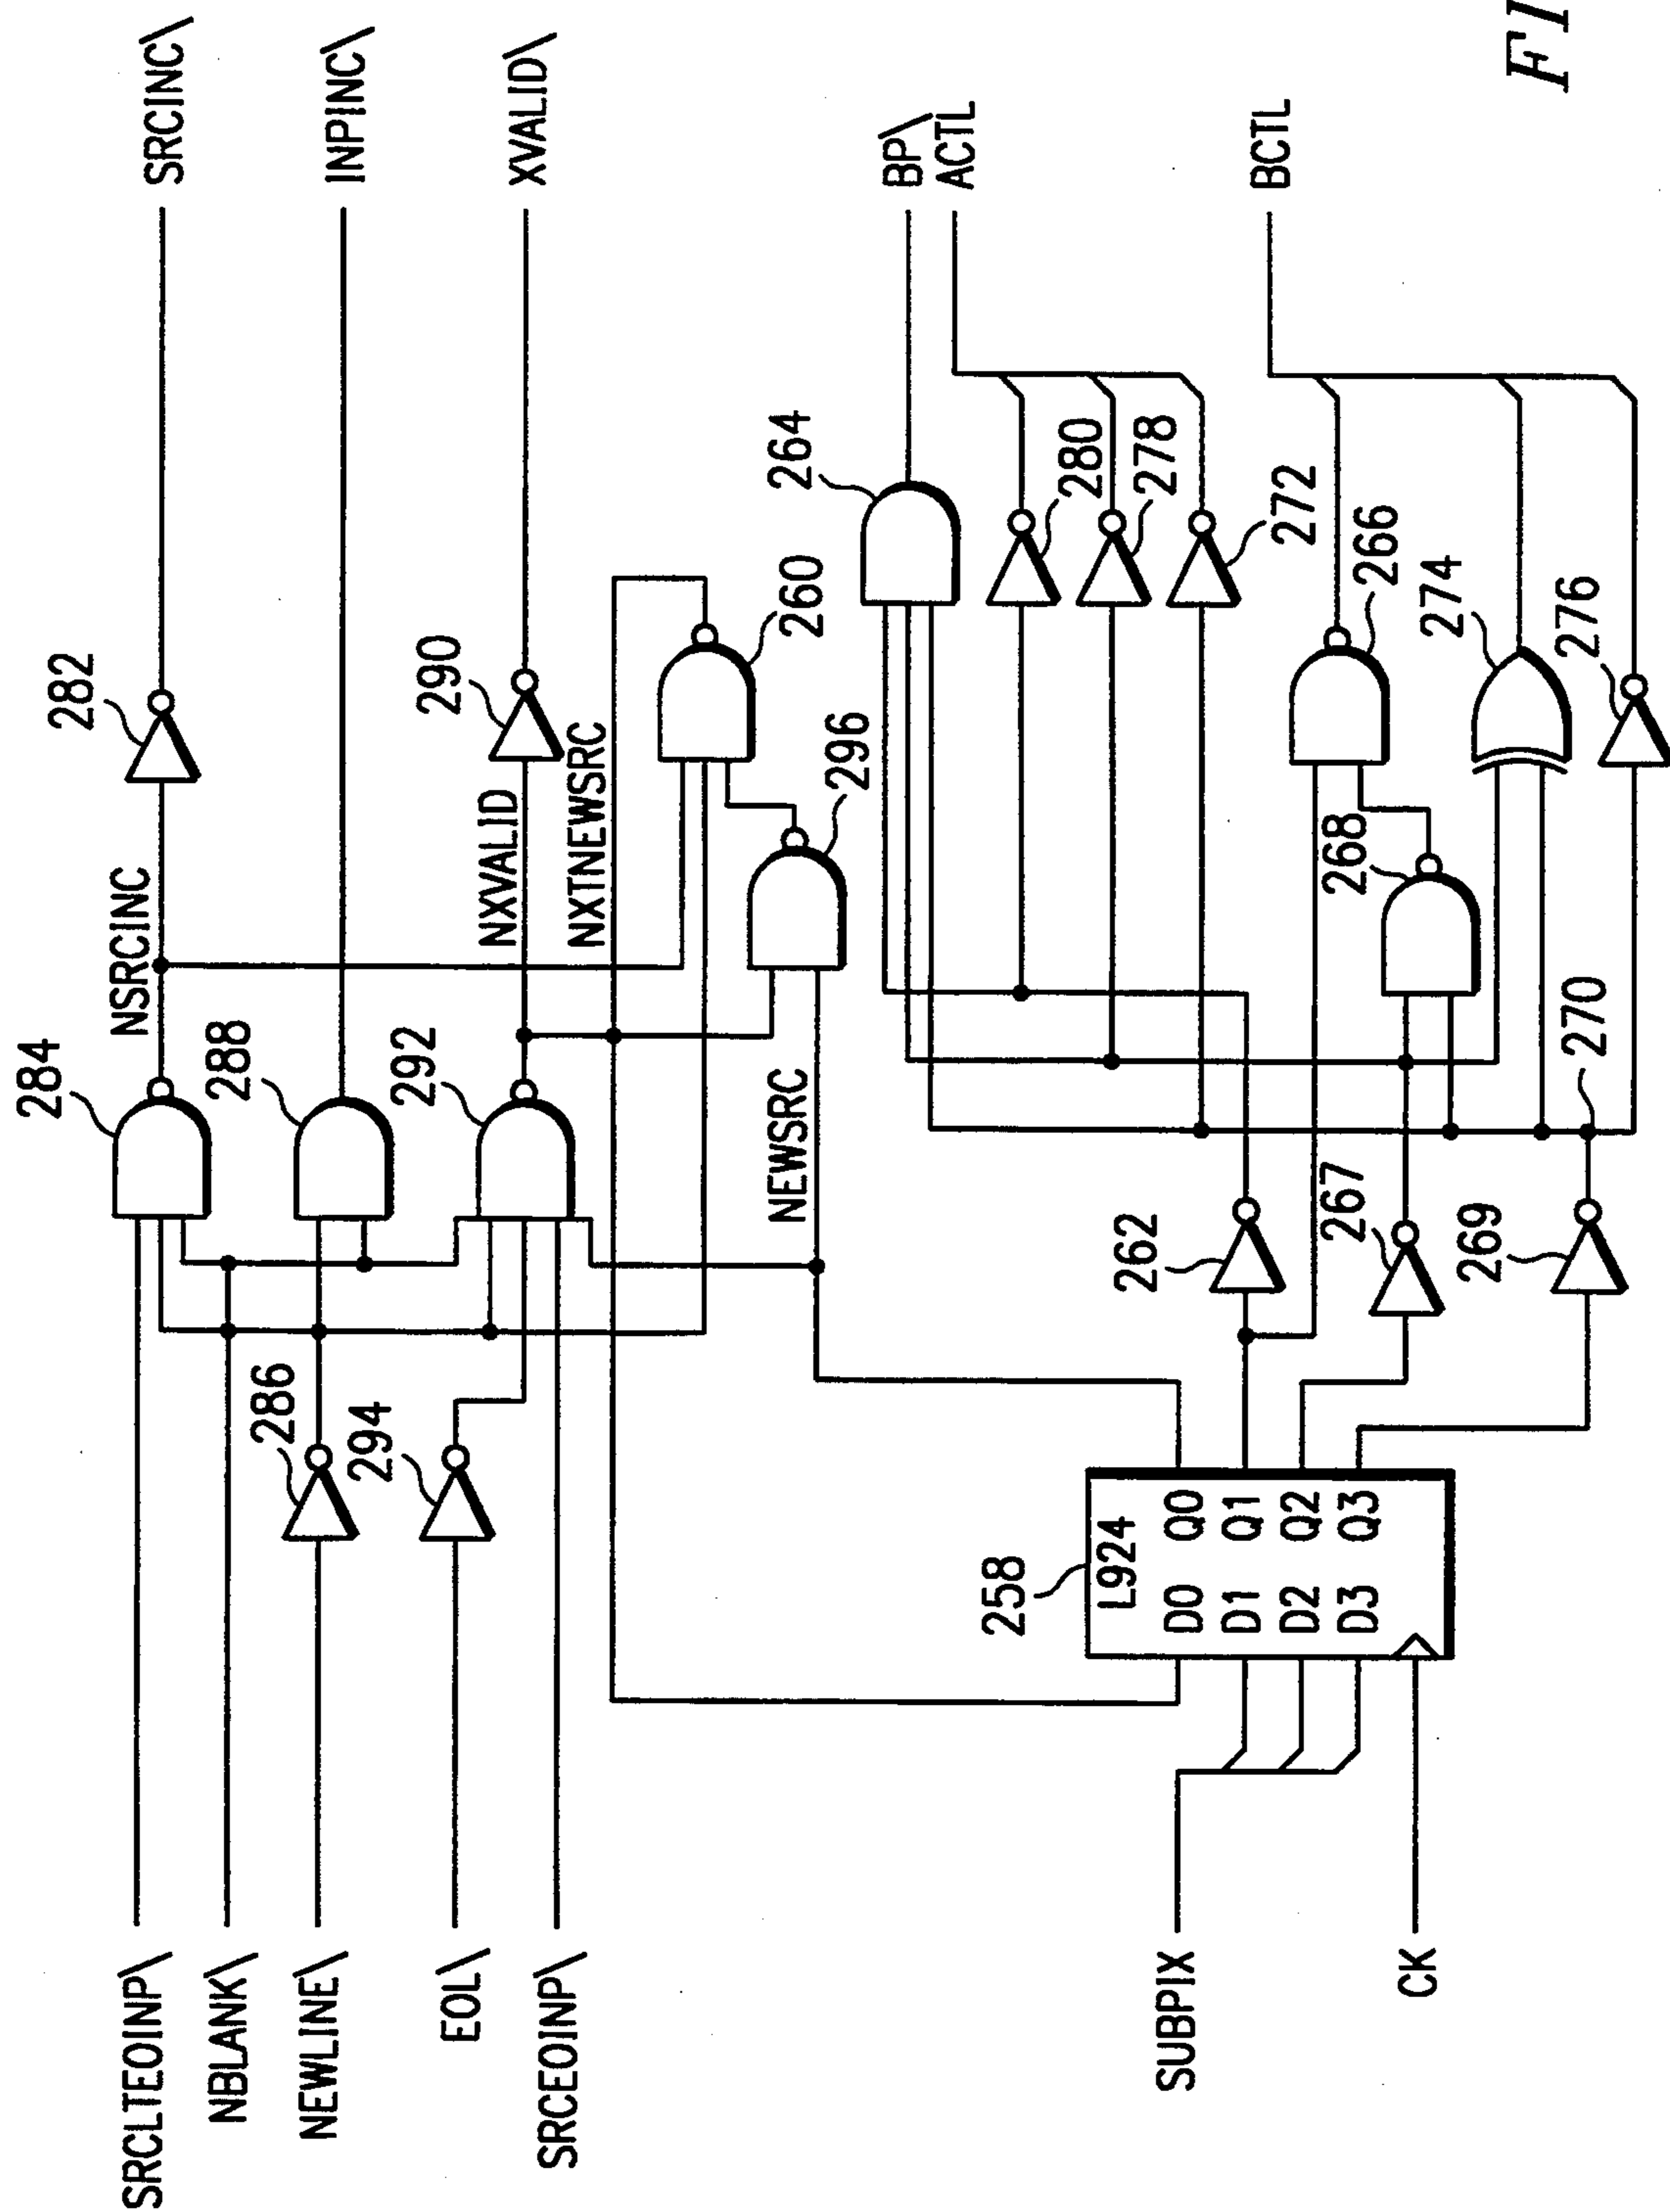 SRCLTEOINP\
NBLANK\
NEWLINE\
EOL\
SRCEOINP\
SUBPIX
CK
284
NSRCINC
282
SRCINC\
286
288
INPINC\
294
292
NXVALID
290
XVALID\
NXTNEWSRC
260
296
NEWSRC
258
L924
D0 Q0
D1 Q1
D2 Q2
D3 Q3
262
267
269
264
BP\
ACTL
280
278
272
266
268
274
270
276
BCTL
FI